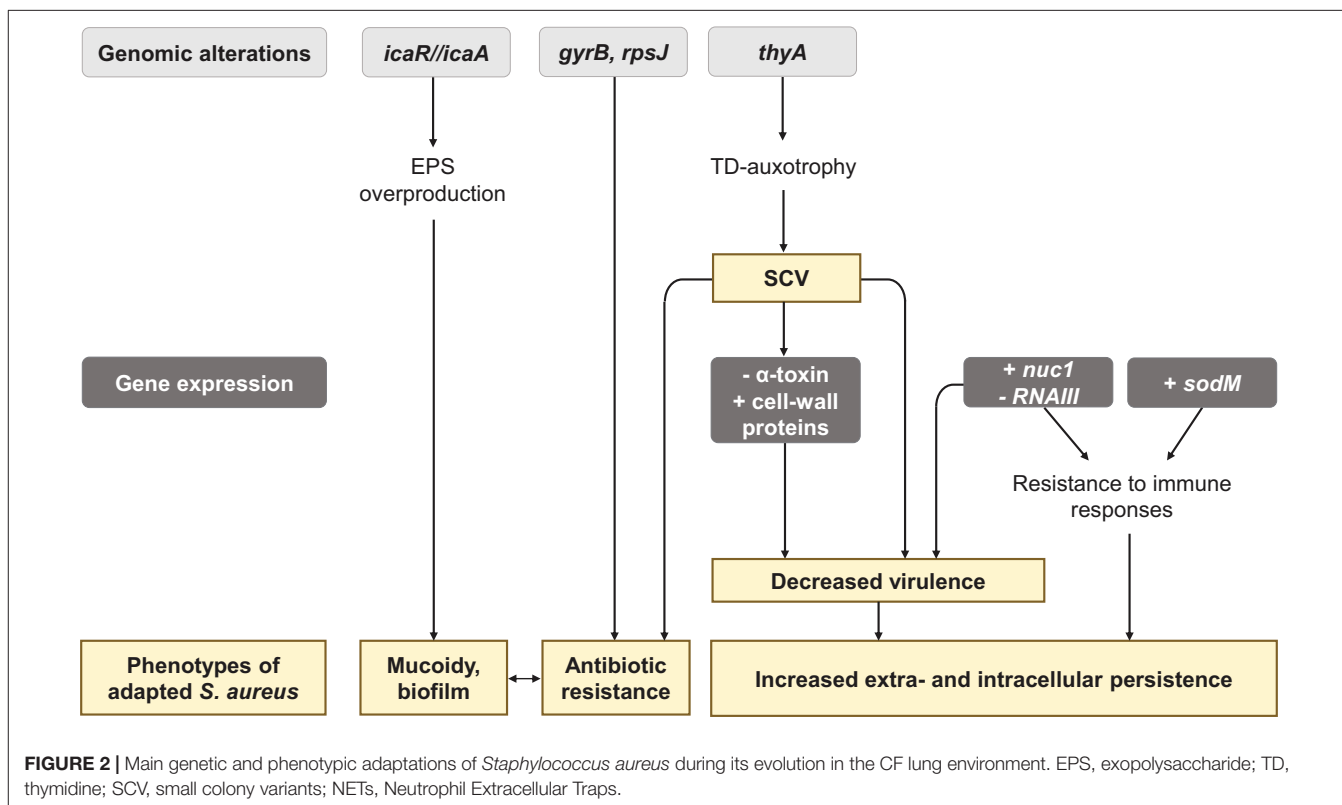 Genomic alterations
icaR//icaA
gyrB, rpsJ
thyA
EPS
overproduction
TD-auxotrophy
SCV
Gene expression
- α-toxin
+ cell-wall
proteins
+ nuc1
- RNAIII
+ sodM
Resistance to immune
responses
Decreased virulence
Phenotypes of
adapted S. aureus
Mucoidy,
biofilm
Antibiotic
resistance
Increased extra- and intracellular persistence
FIGURE 2 | Main genetic and phenotypic adaptations of Staphylococcus aureus during its evolution in the CF lung environment. EPS, exopolysaccharide; TD,
thymidine; SCV, small colony variants; NETs, Neutrophil Extracellular Traps.